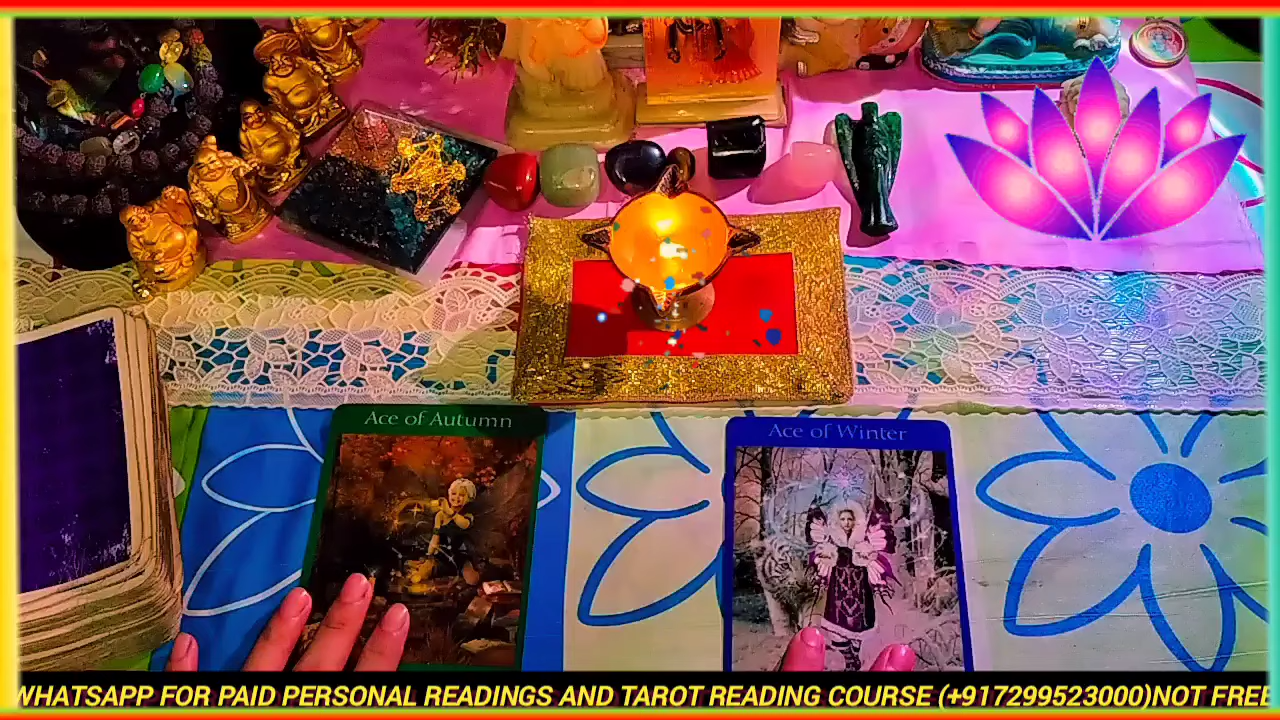 Ace of Autumn
Ace of Winter
WHATSAPP FOR PAID PERSONAL READINGS AND TAROT READING COURSE (+917299523000)NOT FREE